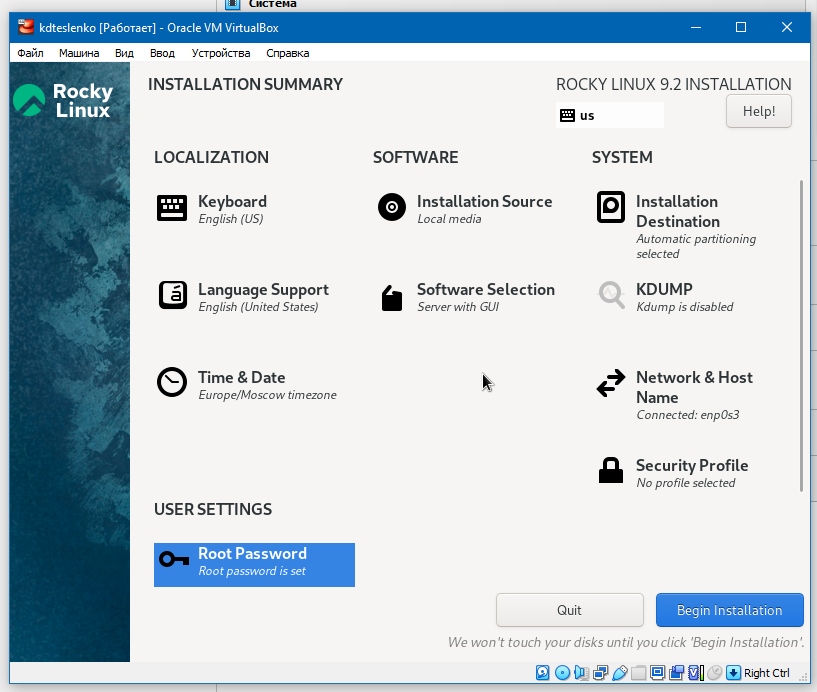 Система
kdteslenko [Работает] - Oracle VM VirtualBox
Файл Машина Вид Ввод Устройства Справка
Rocky
Linux
INSTALLATION SUMMARY
ROCKY LINUX 9.2 INSTALLATION
us
Help!
LOCALIZATION
Keyboard
English (US)
Language Support
English (United States)
Time & Date
Europe/Moscow timezone
SOFTWARE
Installation Source
Local media
Software Selection
Server with GUI
SYSTEM
Installation
Destination
Automatic partitioning
selected
KDUMP
Kdump is disabled
Network & Host
Name
Connected: enp0s3
Security Profile
No profile selected
USER SETTINGS
Root Password
Root password is set
Quit
Begin Installation
We won't touch your disks until you click 'Begin Installation'.
Right Ctrl